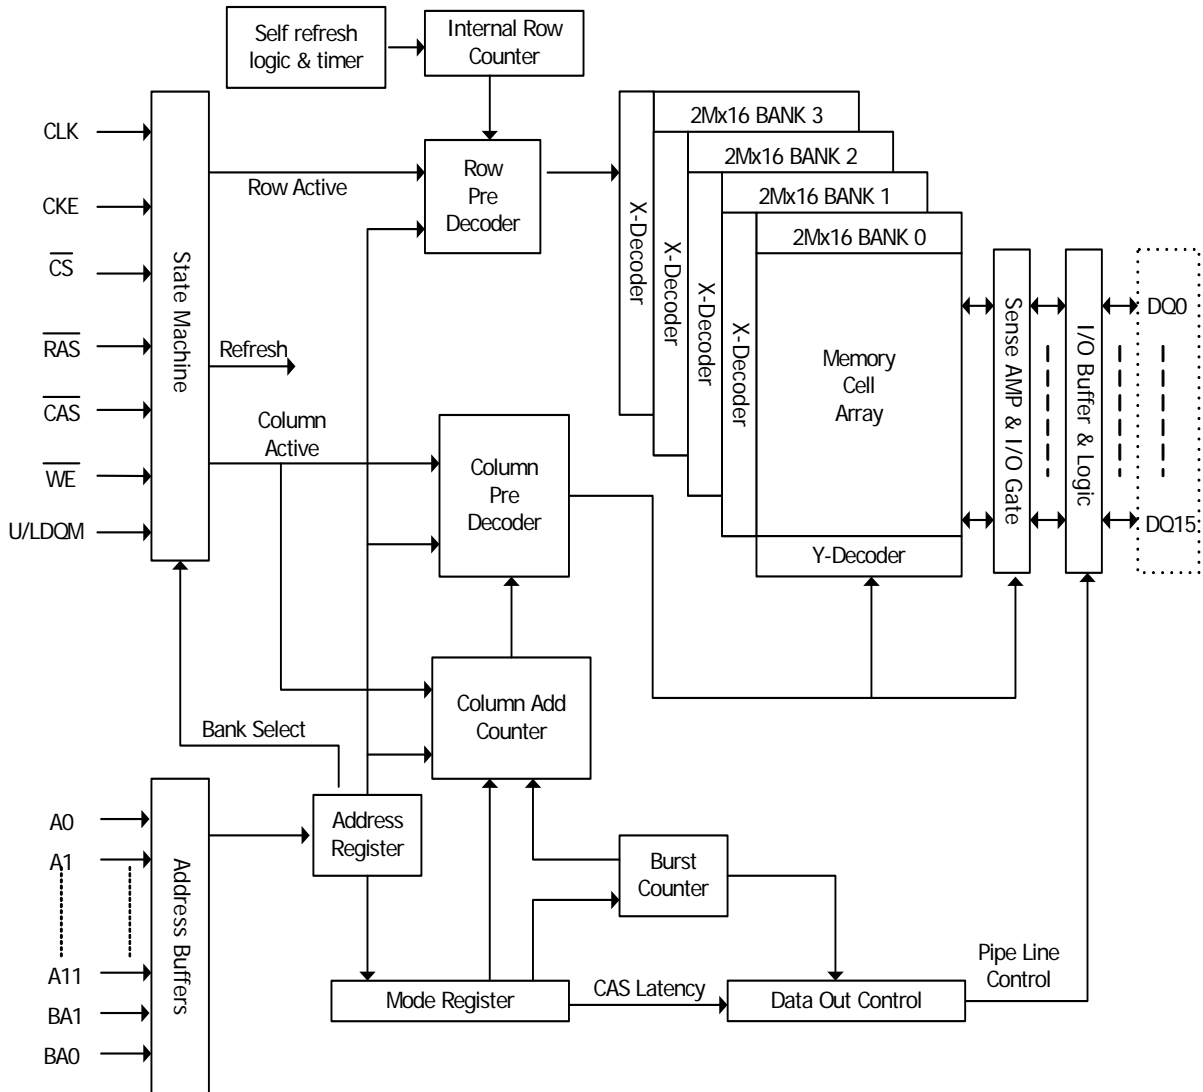 Self refresh
logic & timer
Internal Row
Counter
CLK
CKE
CS
RAS
CAS
WE
U/LDQM
State Machine
Row Active
Refresh
Column
Active
Row
Pre
Decoder
Column
Pre
Decoder
2Mx16 BANK 3
2Mx16 BANK 2
2Mx16 BANK 1
2Mx16 BANK 0
X-Decoder
X-Decoder
X-Decoder
X-Decoder
Memory
Cell
Array
Y-Decoder
Sense AMP & I/O Gate
I/O Buffer & Logic
DQ0
DQ15
Bank Select
Column Add
Counter
A0
A1
A11
BA1
BA0
Address Buffers
Address
Register
Burst
Counter
Mode Register
CAS Latency
Data Out Control
Pipe Line
Control